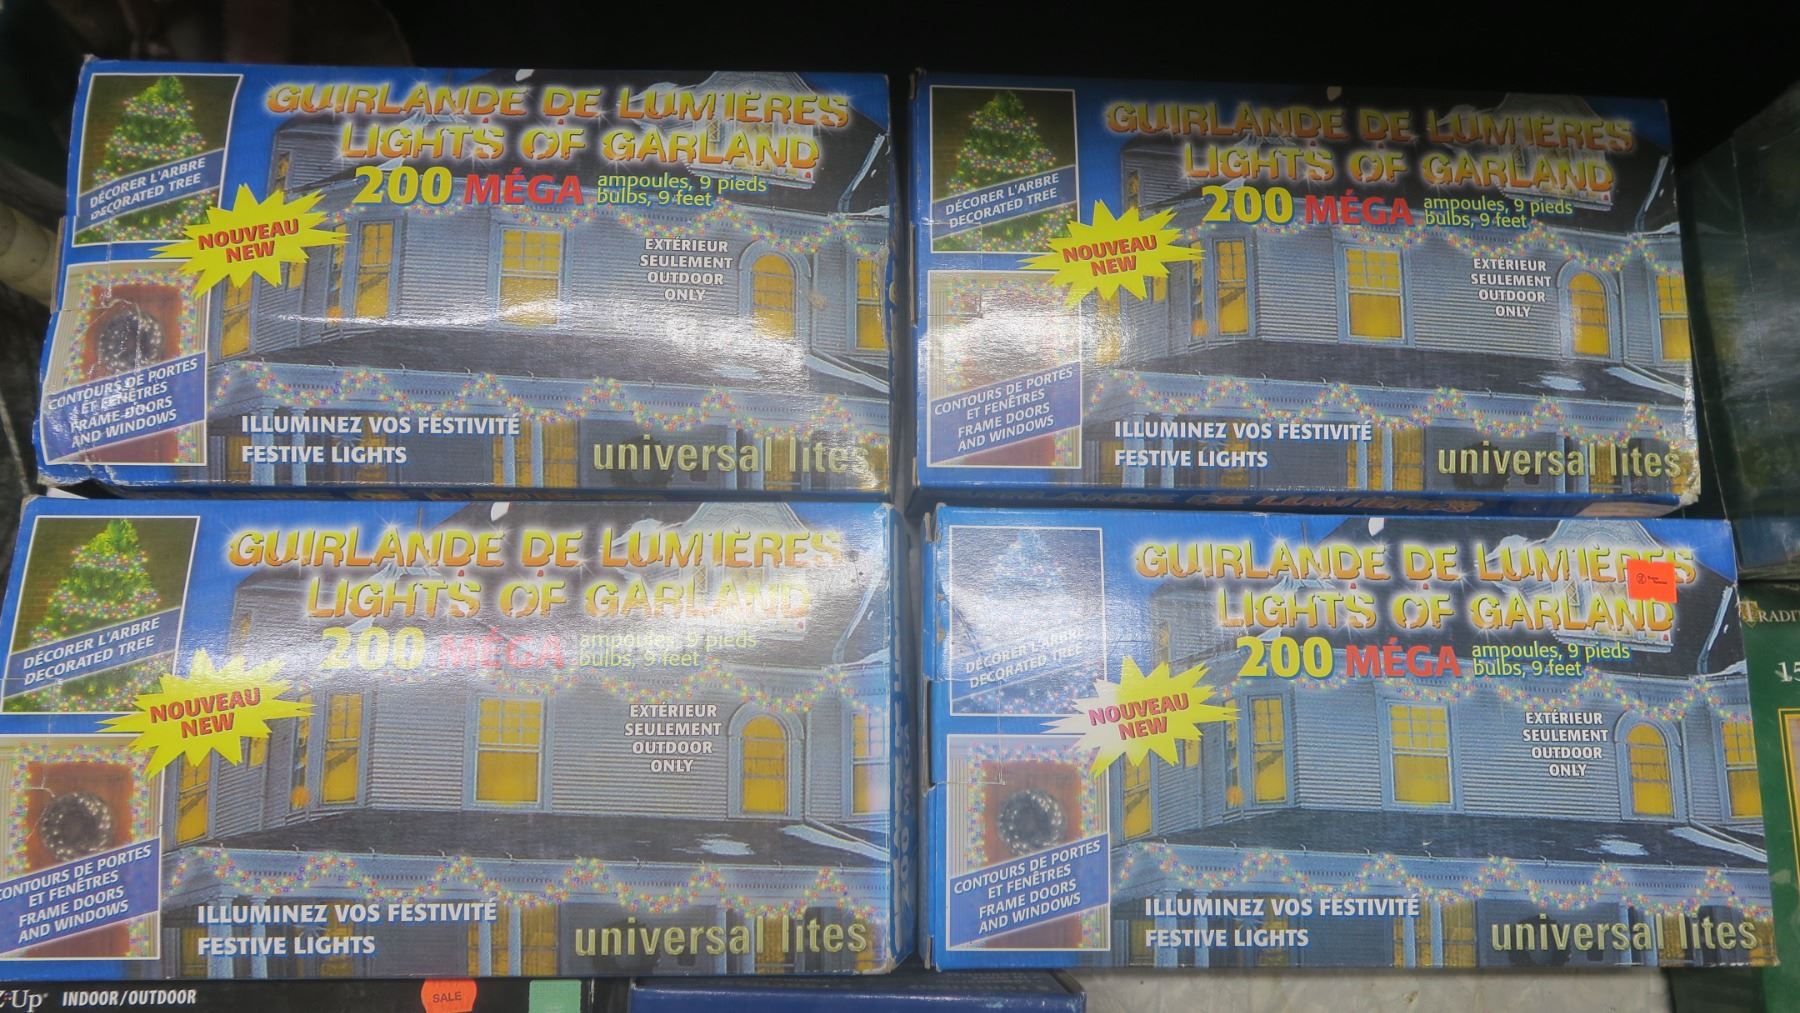 GUIRLANDE DE LUMIÈRES
LIGHTS OF GARLAND
200 MÉGA ampoules, 9 pieds
bulbs, 9 feet
DÉCORER L'ARBRE
DECORATED TREE
NOUVEAU
NEW
EXTÉRIEUR
SEULEMENT
OUTDOOR
ONLY
CONTOURS DE PORTES
ET FENÊTRES
FRAME DOORS
AND WINDOWS
ILLUMINEZ VOS FESTIVITÉ
FESTIVE LIGHTS
universal lites
GUIRLANDE DE LUMIÈRES
LIGHTS OF GARLAND
200 MÉGA ampoules, 9 pieds
bulbs, 9 feet
DÉCORER L'ARBRE
DECORATED TREE
NOUVEAU
NEW
EXTÉRIEUR
SEULEMENT
OUTDOOR
ONLY
CONTOURS DE PORTES
ET FENÊTRES
FRAME DOORS
AND WINDOWS
ILLUMINEZ VOS FESTIVITÉ
FESTIVE LIGHTS
universal lites
GUIRLANDE DE LUMIÈRES
LIGHTS OF GARLAND
200 MÉGA ampoules, 9 pieds
bulbs, 9 feet
DÉCORER L'ARBRE
DECORATED TREE
NOUVEAU
NEW
EXTÉRIEUR
SEULEMENT
OUTDOOR
ONLY
CONTOURS DE PORTES
ET FENÊTRES
FRAME DOORS
AND WINDOWS
ILLUMINEZ VOS FESTIVITÉ
FESTIVE LIGHTS
universal lites
GUIRLANDE DE LUMIÈRES
LIGHTS OF GARLAND
200 MÉGA ampoules, 9 pieds
bulbs, 9 feet
DÉCORER L'ARBRE
DECORATED TREE
NOUVEAU
NEW
EXTÉRIEUR
SEULEMENT
OUTDOOR
ONLY
CONTOURS DE PORTES
ET FENÊTRES
FRAME DOORS
AND WINDOWS
ILLUMINEZ VOS FESTIVITÉ
FESTIVE LIGHTS
universal lites
Z-Up INDOOR/OUTDOOR
SALE
TRADIT
15